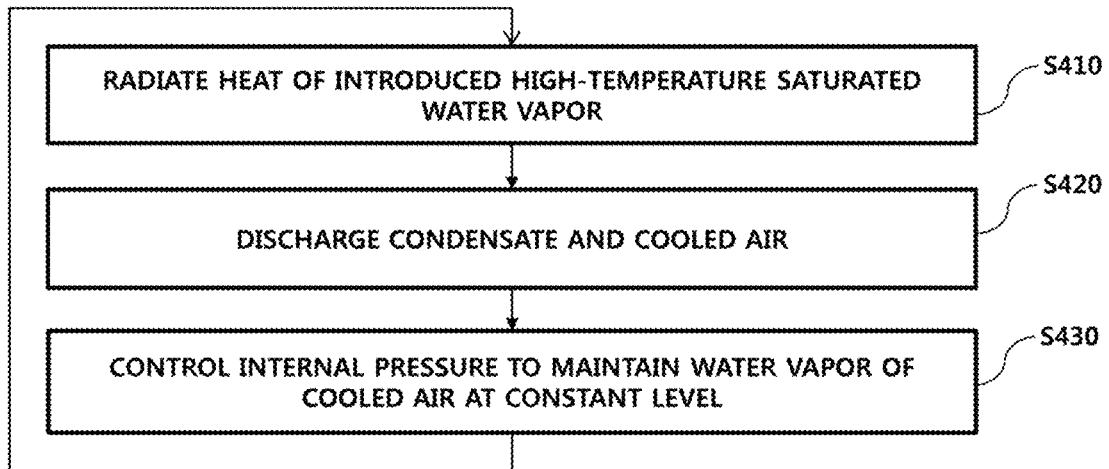 RADIATE HEAT OF INTRODUCED HIGH-TEMPERATURE SATURATED
WATER VAPOR
S410
DISCHARGE CONDENSATE AND COOLED AIR
S420
CONTROL INTERNAL PRESSURE TO MAINTAIN WATER VAPOR OF
COOLED AIR AT CONSTANT LEVEL
S430